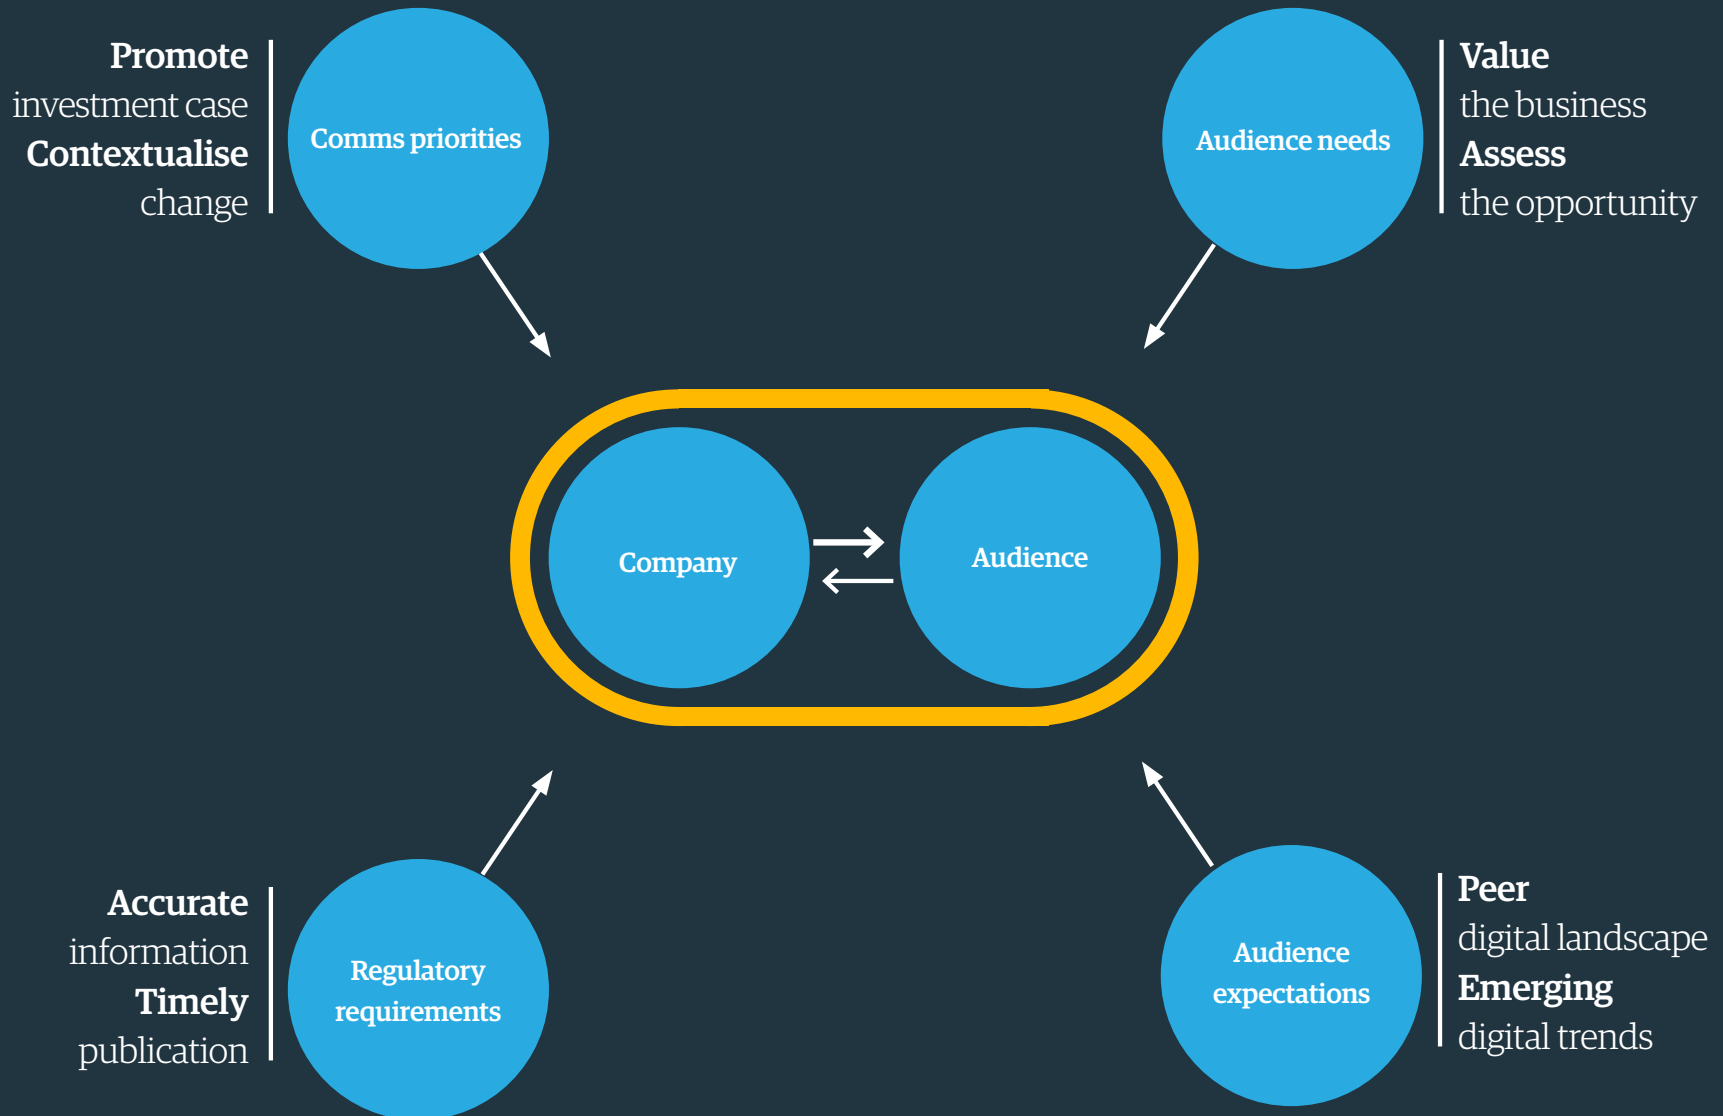 Promote
investment case
Contextualise
change
Comms priorities
Audience needs
Value
the business
Assess
the opportunity
Company
Audience
Accurate
information
Timely
publication
Regulatory
requirements
Audience
expectations
Peer
digital landscape
Emerging
digital trends